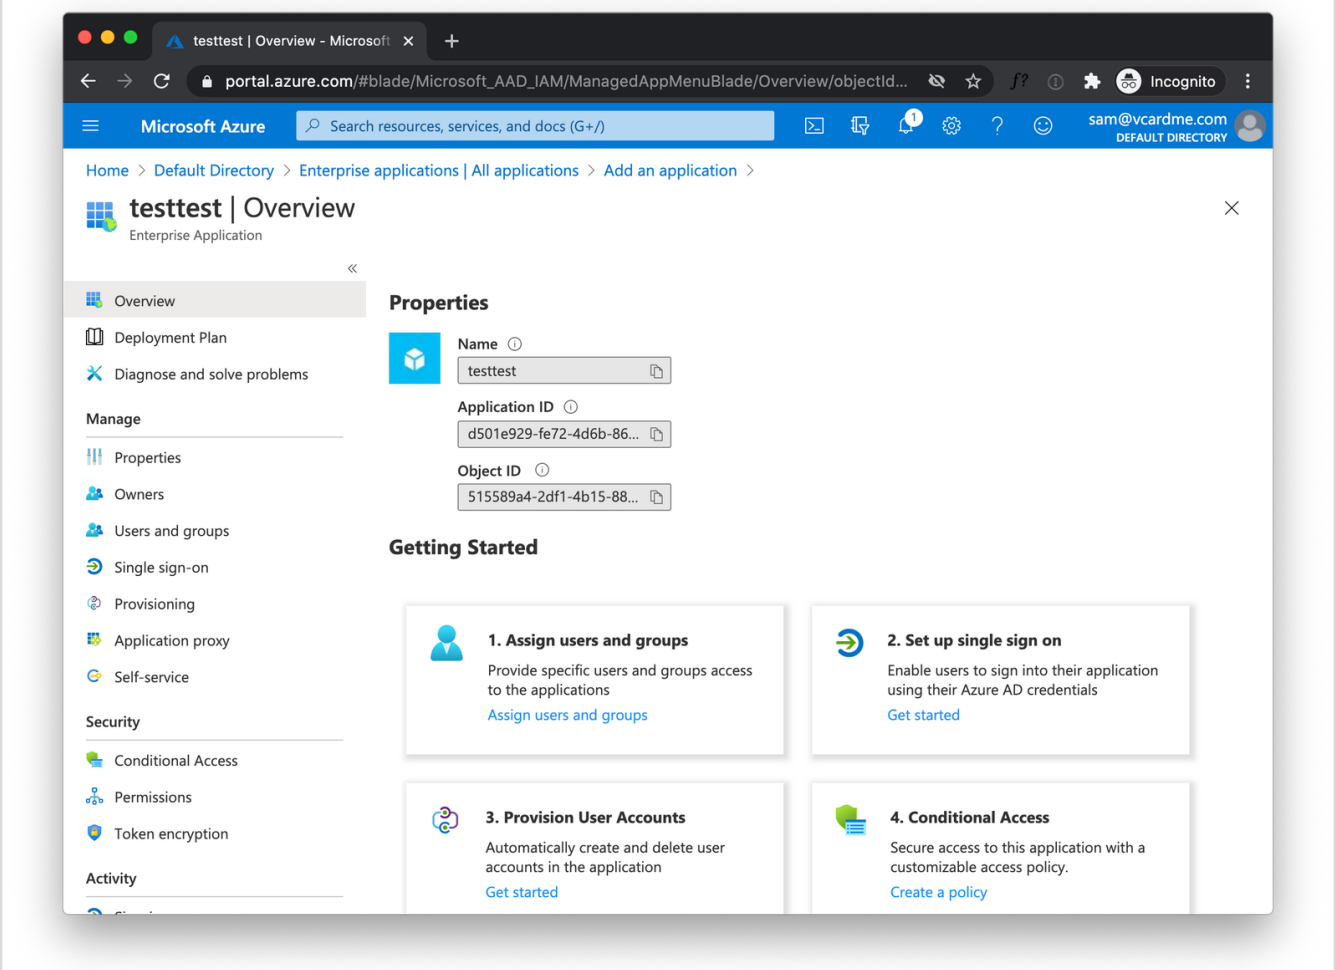 testtest | Overview - Microsoft
portal.azure.com/#blade/Microsoft_AAD_IAM/ManagedAppMenuBlade/Overview/objectId...
f?
Incognito
Microsoft Azure
Search resources, services, and docs (G+/)
1
sam@vcardme.com
DEFAULT DIRECTORY
Home > Default Directory > Enterprise applications | All applications > Add an application >
testtest | Overview
Enterprise Application
«
Overview
Deployment Plan
Diagnose and solve problems
Manage
Properties
Owners
Users and groups
Single sign-on
Provisioning
Application proxy
Self-service
Security
Conditional Access
Permissions
Token encryption
Activity
Properties
Name
testtest
Application ID
d501e929-fe72-4d6b-86...
Object ID
515589a4-2df1-4b15-88...
Getting Started
1. Assign users and groups
Provide specific users and groups access
to the applications
Assign users and groups
2. Set up single sign on
Enable users to sign into their application
using their Azure AD credentials
Get started
3. Provision User Accounts
Automatically create and delete user
accounts in the application
Get started
4. Conditional Access
Secure access to this application with a
customizable access policy.
Create a policy